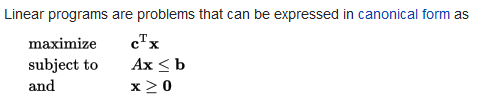 Linear programs are problems that can be expressed in canonical form as
maximize cᵀx
subject to Ax ≤ b
and x ≥ 0